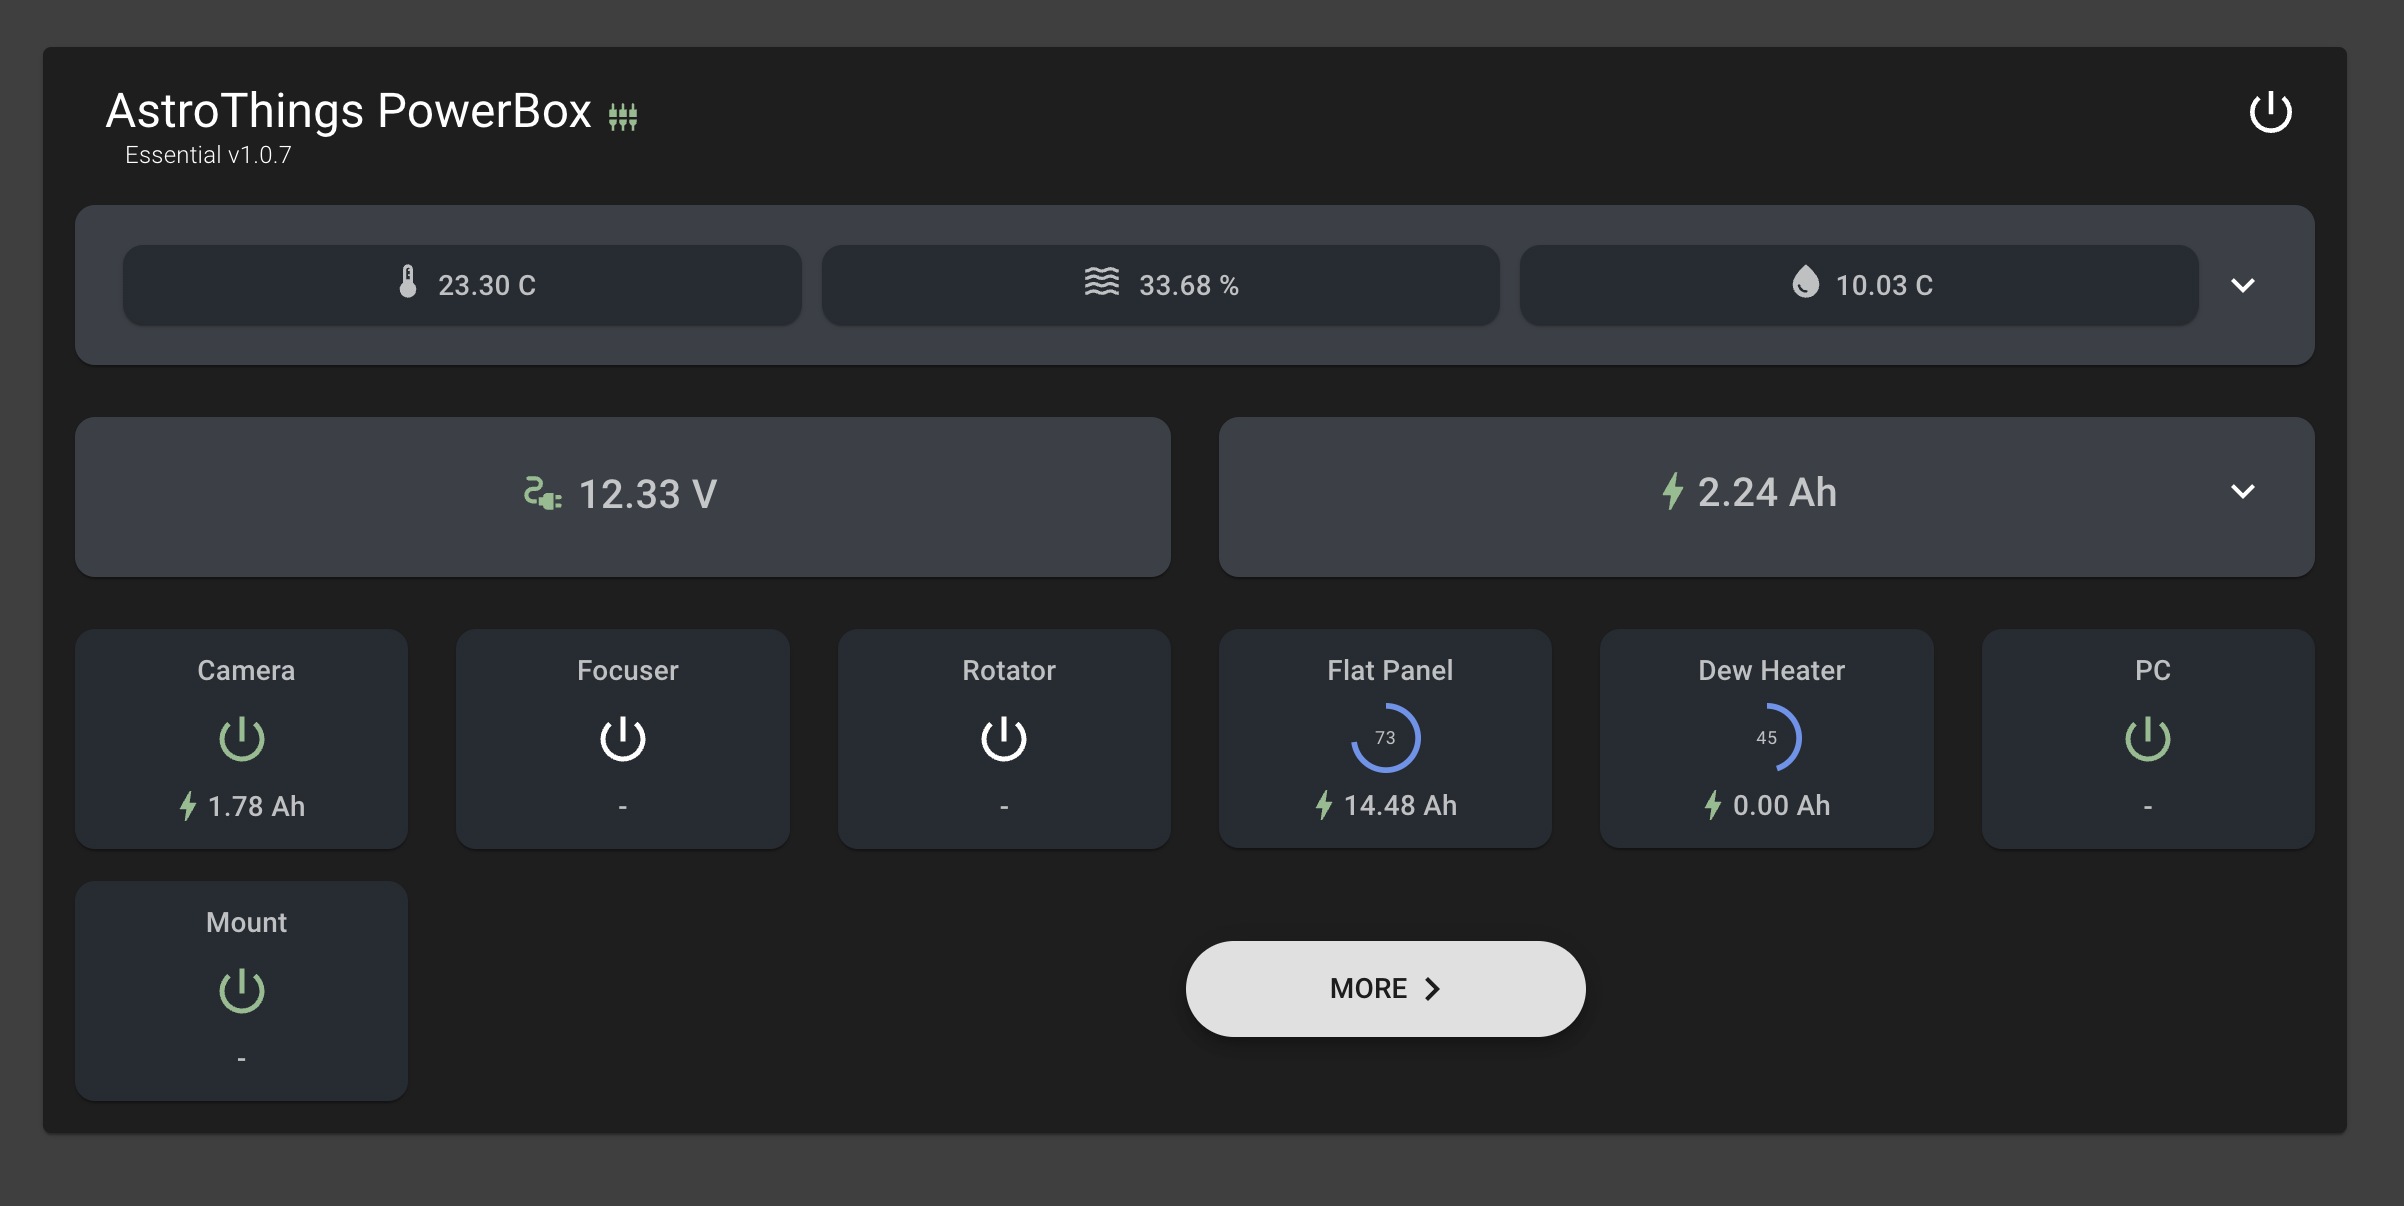 AstroThings PowerBox
Essential v1.0.7
23.30 C
33.68 %
10.03 C
12.33 V
2.24 Ah
Camera
1.78 Ah
Focuser
-
Rotator
-
Flat Panel
73
14.48 Ah
Dew Heater
45
0.00 Ah
PC
-
Mount
-
MORE